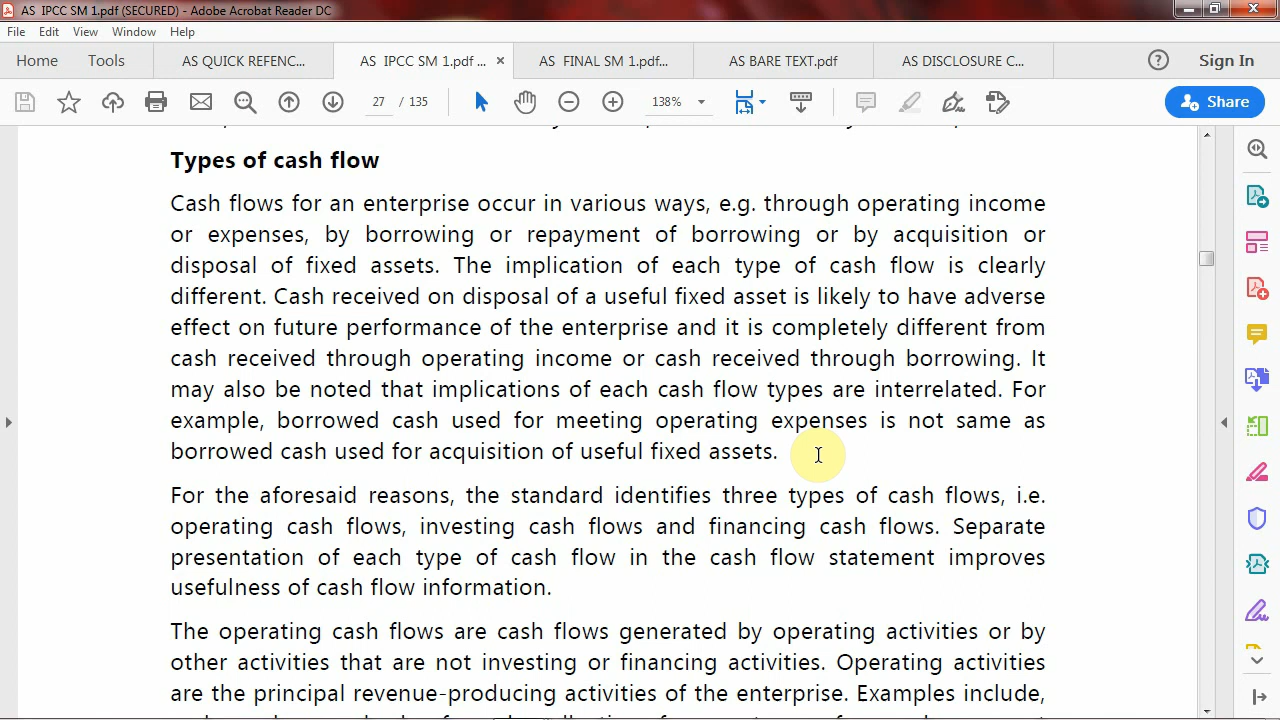 AS IPCC SM 1.pdf (SECURED) - Adobe Acrobat Reader DC
File Edit View Window Help
Home Tools AS QUICK REFENC... AS IPCC SM 1.pdf ... × AS FINAL SM 1.pdf... AS BARE TEXT.pdf AS DISCLOSURE C... ? Sign In
27 / 135 138% Share
Types of cash flow
Cash flows for an enterprise occur in various ways, e.g. through operating income
or expenses, by borrowing or repayment of borrowing or by acquisition or
disposal of fixed assets. The implication of each type of cash flow is clearly
different. Cash received on disposal of a useful fixed asset is likely to have adverse
effect on future performance of the enterprise and it is completely different from
cash received through operating income or cash received through borrowing. It
may also be noted that implications of each cash flow types are interrelated. For
example, borrowed cash used for meeting operating expenses is not same as
borrowed cash used for acquisition of useful fixed assets.
For the aforesaid reasons, the standard identifies three types of cash flows, i.e.
operating cash flows, investing cash flows and financing cash flows. Separate
presentation of each type of cash flow in the cash flow statement improves
usefulness of cash flow information.
The operating cash flows are cash flows generated by operating activities or by
other activities that are not investing or financing activities. Operating activities
are the principal revenue-producing activities of the enterprise. Examples include,